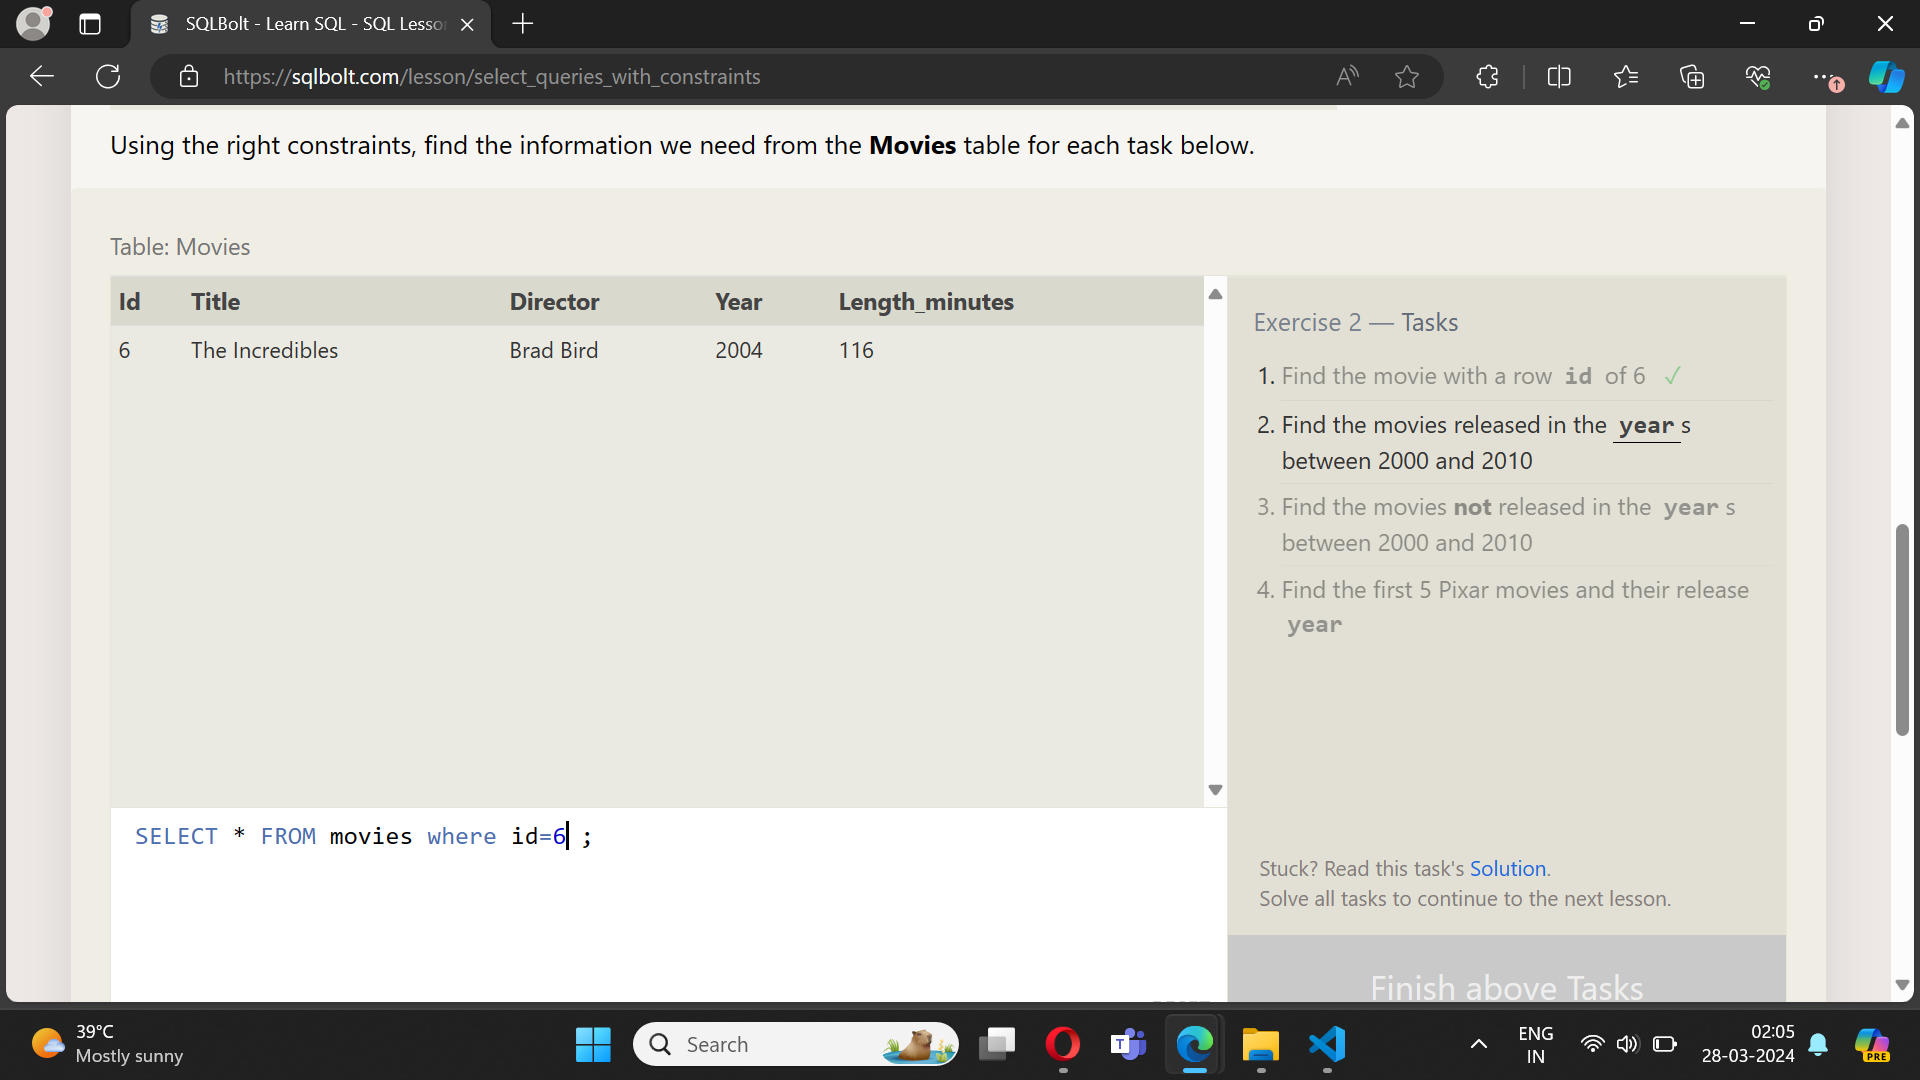 SQLBolt - Learn SQL - SQL Lesso
https://sqlbolt.com/lesson/select_queries_with_constraints
Using the right constraints, find the information we need from the Movies table for each task below.
Table: Movies
Id Title Director Year Length_minutes
6 The Incredibles Brad Bird 2004 116
Exercise 2 — Tasks
1. Find the movie with a row id of 6 ✓
2. Find the movies released in the year s
between 2000 and 2010
3. Find the movies not released in the year s
between 2000 and 2010
4. Find the first 5 Pixar movies and their release
year
SELECT * FROM movies where id=6 ;
Stuck? Read this task's Solution.
Solve all tasks to continue to the next lesson.
Finish above Tasks
39°C
Mostly sunny
Search
ENG
IN
02:05
28-03-2024
PRE